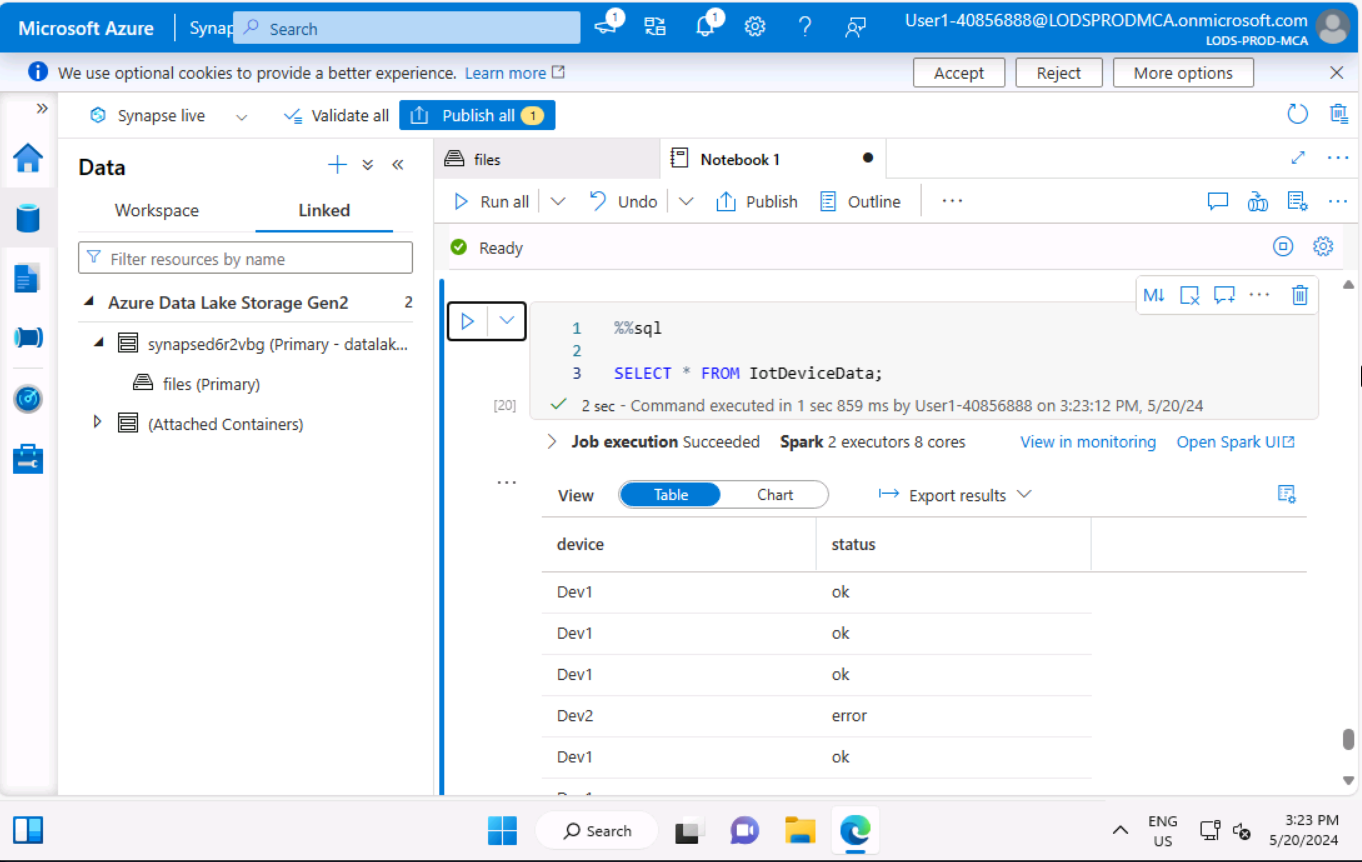 Microsoft Azure
Synap
Search
1
1
User1-40856888@LODSPRODMCA.onmicrosoft.com
LODS-PROD-MCA
We use optional cookies to provide a better experience. Learn more
Accept
Reject
More options
Synapse live
Validate all
Publish all 1
Data
Workspace
Linked
Filter resources by name
Azure Data Lake Storage Gen2 2
synapsed6r2vbg (Primary - datalak...
files (Primary)
(Attached Containers)
files
Notebook 1
Run all
Undo
Publish
Outline
Ready
M↓
1 %%sql
2
3 SELECT * FROM IotDeviceData;
[20]
2 sec - Command executed in 1 sec 859 ms by User1-40856888 on 3:23:12 PM, 5/20/24
Job execution Succeeded Spark 2 executors 8 cores View in monitoring Open Spark UI
View Table Chart Export results
device status
Dev1 ok
Dev1 ok
Dev1 ok
Dev2 error
Dev1 ok
Search
ENG
US
3:23 PM
5/20/2024